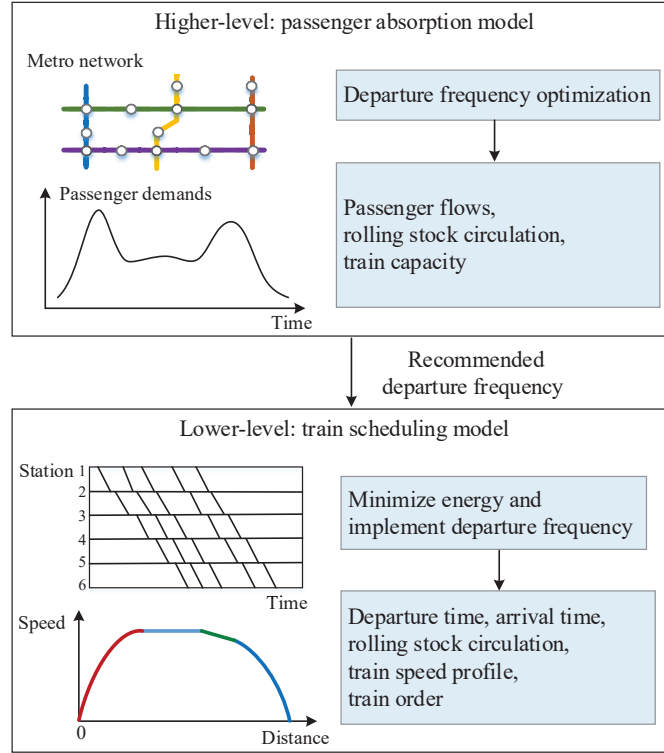 Higher-level: passenger absorption model
Metro network
Departure frequency optimization
Passenger demands
Passenger flows,
rolling stock circulation,
train capacity
Time
Recommended
departure frequency
Lower-level: train scheduling model
Station 1
2
3
4
5
6
Time
Minimize energy and
implement departure frequency
Speed
0
Distance
Departure time, arrival time,
rolling stock circulation,
train speed profile,
train order